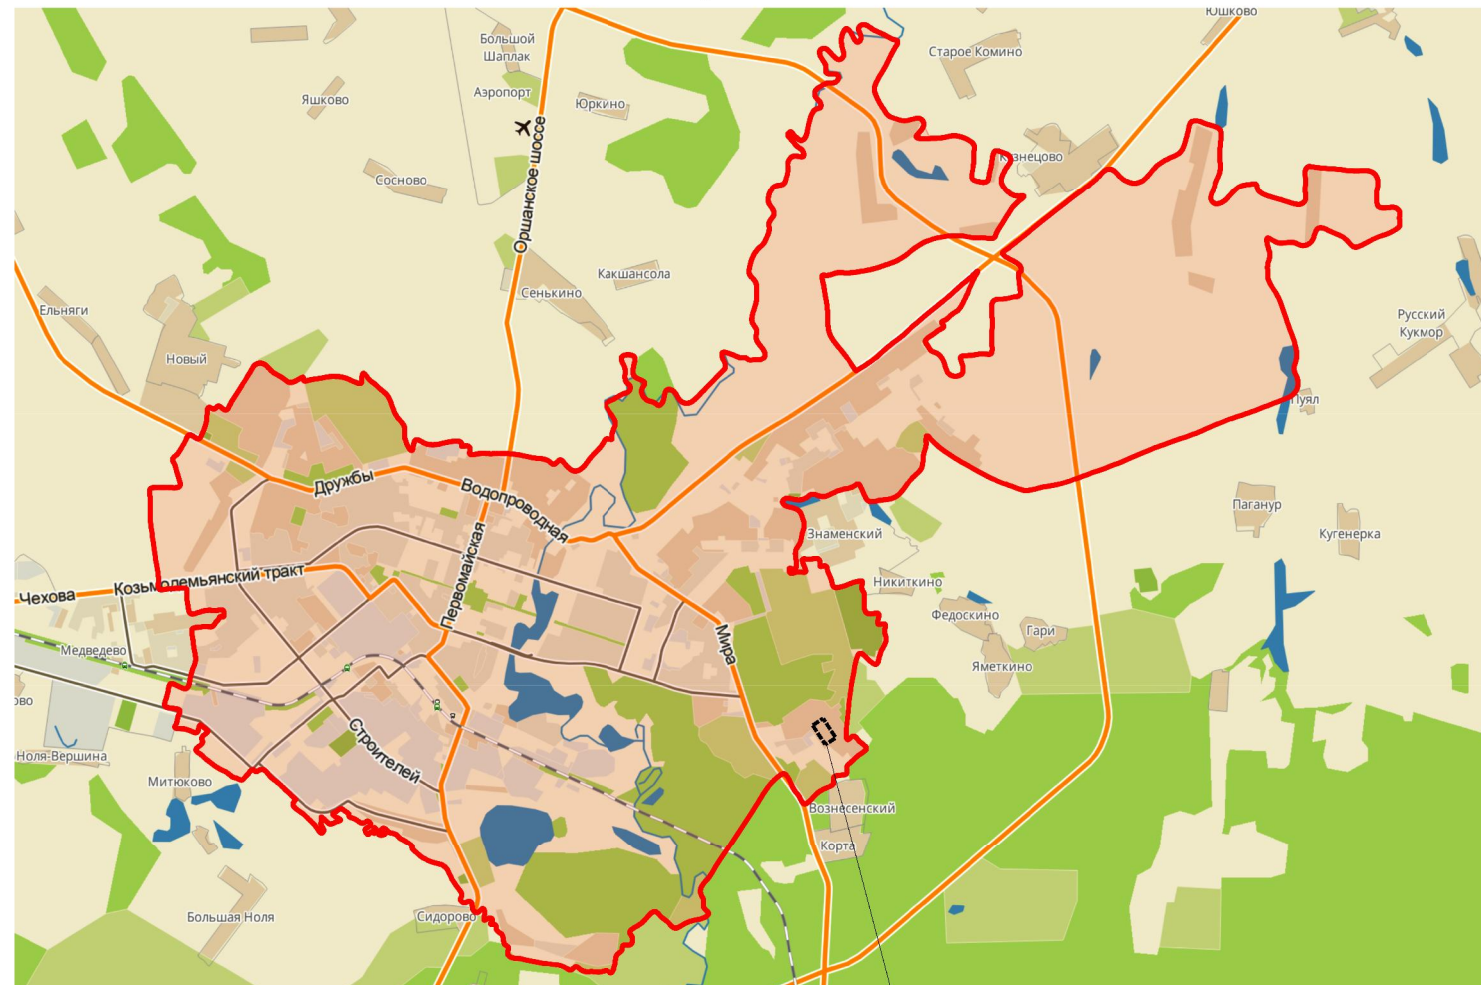 Юшково
Большой
Шаплак
Старое Комино
Аэропорт
Яшково
Юркино
Кузнецово
Сосново
Оршанское шоссе
Какшансола
Сенькино
Ельняги
Русский
Кукмор
Новый
Пуял
Дружбы
Водопроводная
Паганур
Знаменский
Кугенерка
Первомайская
Козьмодемьянский тракт
Чехова
Никиткино
Федоскино
Гари
Мира
Медведево
Яметкино
ово
Строителей
Ноля-Вершина
Митюково
Вознесенский
Корта
Большая Ноля
Сидорово